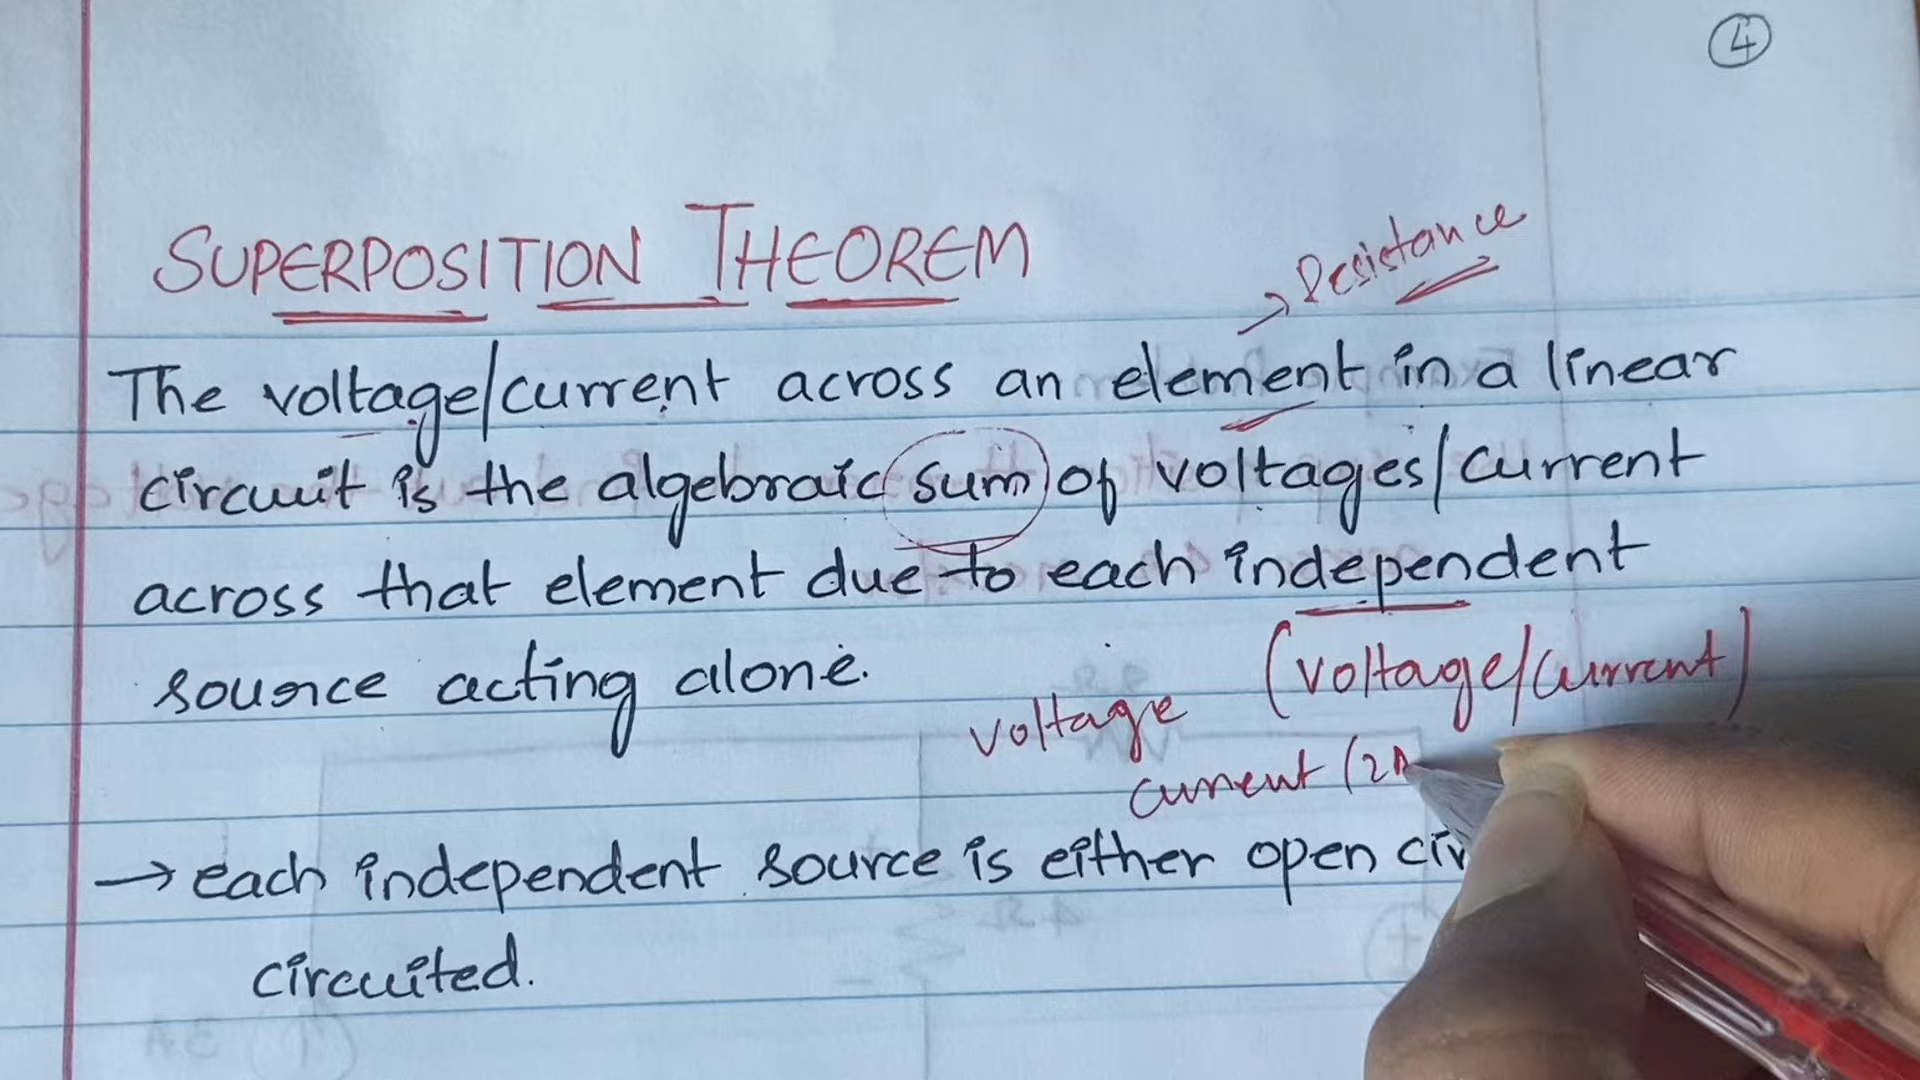 4
SUPERPOSITION THEOREM
→ Resistance
The voltage/current across an element in a linear
circuit is the algebraic sum of voltages/current
across that element due to each independent
source acting alone.
(voltage/current)
voltage
current (2A
→ each independent source is either open
circuited.